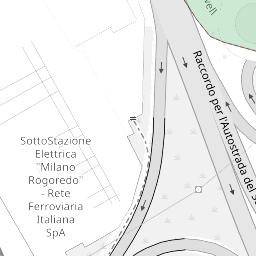 SottoStazione
Elettrica
"Milano
Rogoredo"
- Rete
Ferroviaria
Italiana
SpA
Raccordo per l'Autostrada del